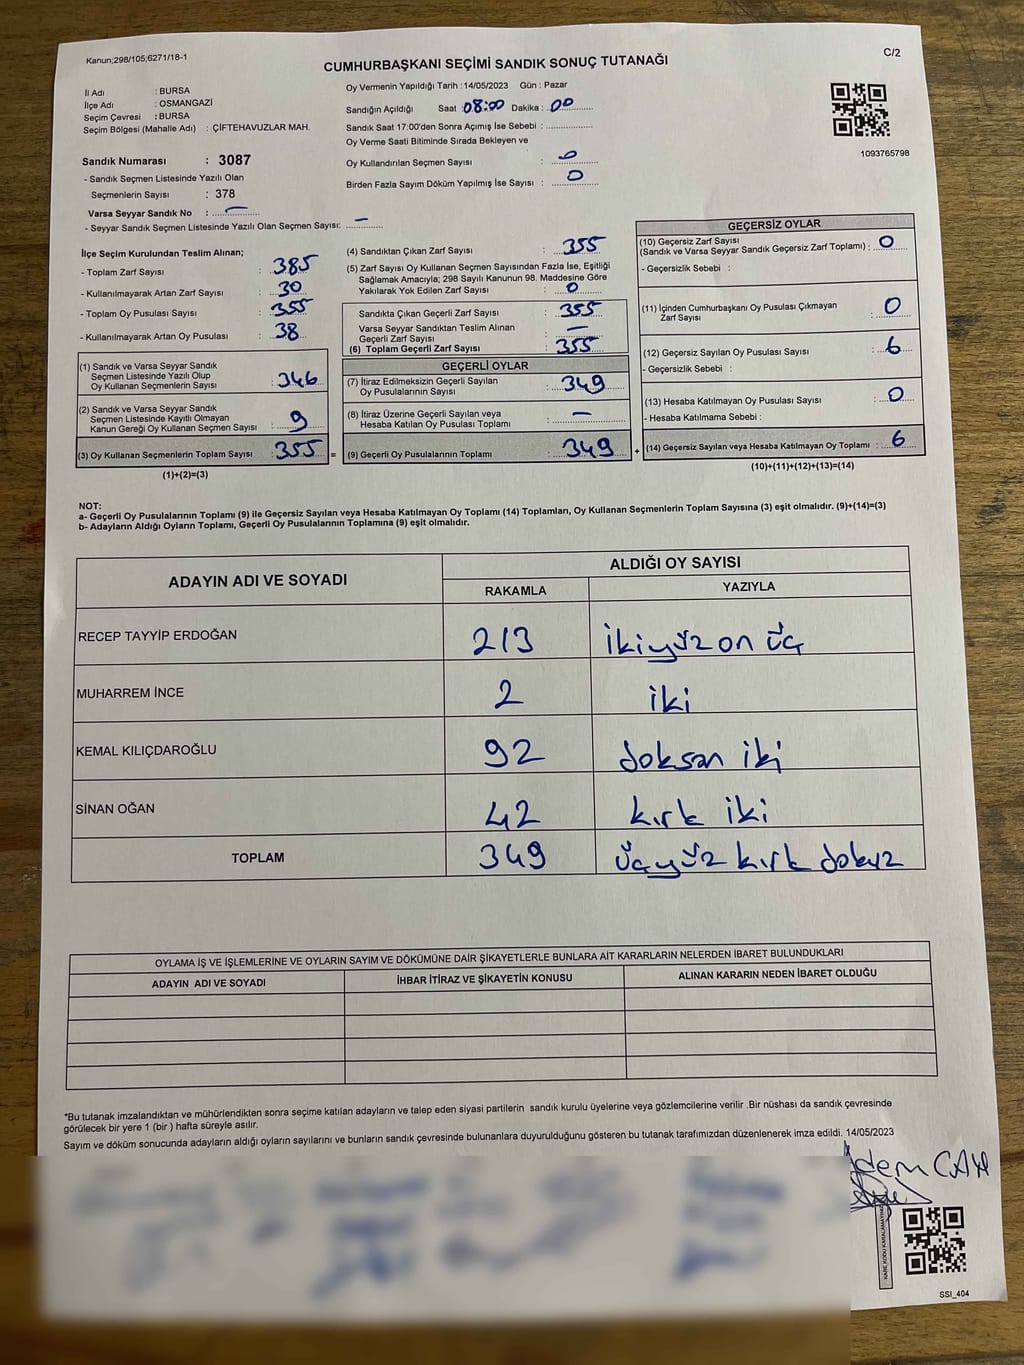 Kanun;298/105;6271/18-1
C/2
CUMHURBAŞKANI SEÇİMİ SANDIK SONUÇ TUTANAĞI
İl Adı : BURSA
İlçe Adı : OSMANGAZİ
Seçim Çevresi : BURSA
Seçim Bölgesi (Mahalle Adı) : ÇİFTEHAVUZLAR MAH.
Sandık Numarası : 3087
- Sandık Seçmen Listesinde Yazılı Olan
Seçmenlerin Sayısı : 378
Varsa Seyyar Sandık No : –
- Seyyar Sandık Seçmen Listesinde Yazılı Olan Seçmen Sayısı: –
Oy Vermenin Yapıldığı Tarih : 14/05/2023 Gün : Pazar
Sandığın Açıldığı Saat 08:00 Dakika : 00
Sandık Saat 17:00'den Sonra Açımış İse Sebebi :
Oy Verme Saati Bitiminde Sırada Bekleyen ve
Oy Kullandırılan Seçmen Sayısı : 0
Birden Fazla Sayım Döküm Yapılmış İse Sayısı : 0
1093765798
İlçe Seçim Kurulundan Teslim Alınan;
- Toplam Zarf Sayısı : 385
- Kullanılmayarak Artan Zarf Sayısı : 30
- Toplam Oy Pusulası Sayısı : 355
- Kullanılmayarak Artan Oy Pusulası : 38
(1) Sandık ve Varsa Seyyar Sandık
Seçmen Listesinde Yazılı Olup
Oy Kullanan Seçmenlerin Sayısı : 346
(2) Sandık ve Varsa Seyyar Sandık
Seçmen Listesinde Kayıtlı Olmayan
Kanun Gereği Oy Kullanan Seçmen Sayısı : 9
(3) Oy Kullanan Seçmenlerin Toplam Sayısı : 355 =
(1)+(2)=(3)
(4) Sandıktan Çıkan Zarf Sayısı : 355
(5) Zarf Sayısı Oy Kullanan Seçmen Sayısından Fazla İse, Eşitliği
Sağlamak Amacıyla; 298 Sayılı Kanunun 98. Maddesine Göre
Yakılarak Yok Edilen Zarf Sayısı : 0
Sandıkta Çıkan Geçerli Zarf Sayısı : 355
Varsa Seyyar Sandıktan Teslim Alınan
Geçerli Zarf Sayısı : –
(6) Toplam Geçerli Zarf Sayısı : 355
GEÇERLİ OYLAR
(7) İtiraz Edilmeksizin Geçerli Sayılan
Oy Pusulalarının Sayısı : 349
(8) İtiraz Üzerine Geçerli Sayılan veya
Hesaba Katılan Oy Pusulası Toplamı : –
(9) Geçerli Oy Pusulalarının Toplamı : 349 +
GEÇERSİZ OYLAR
(10) Geçersiz Zarf Sayısı
(Sandık ve Varsa Seyyar Sandık Geçersiz Zarf Toplamı) : 0
- Geçersizlik Sebebi :
(11) İçinden Cumhurbaşkanı Oy Pusulası Çıkmayan
Zarf Sayısı : 0
(12) Geçersiz Sayılan Oy Pusulası Sayısı : 6
- Geçersizlik Sebebi :
(13) Hesaba Katılmayan Oy Pusulası Sayısı : 0
- Hesaba Katılmama Sebebi :
(14) Geçersiz Sayılan veya Hesaba Katılmayan Oy Toplamı : 6
(10)+(11)+(12)+(13)=(14)
NOT:
a- Geçerli Oy Pusulalarının Toplamı (9) ile Geçersiz Sayılan veya Hesaba Katılmayan Oy Toplamı (14) Toplamları, Oy Kullanan Seçmenlerin Toplam Sayısına (3) eşit olmalıdır. (9)+(14)=(3)
b- Adayların Aldığı Oyların Toplamı, Geçerli Oy Pusulalarının Toplamına (9) eşit olmalıdır.
ADAYIN ADI VE SOYADI
ALDIĞI OY SAYISI
RAKAMLA YAZIYLA
RECEP TAYYİP ERDOĞAN 213 ikiyüz on üç
MUHARREM İNCE 2 iki
KEMAL KILIÇDAROĞLU 92 doksan iki
SİNAN OĞAN 42 kırk iki
TOPLAM 349 üçyüz kırk dokuz
OYLAMA İŞ VE İŞLEMLERİNE VE OYLARIN SAYIM VE DÖKÜMÜNE DAİR ŞİKAYETLERLE BUNLARA AİT KARARLARIN NELERDEN İBARET BULUNDUKLARI
ADAYIN ADI VE SOYADI İHBAR İTİRAZ VE ŞİKAYETİN KONUSU ALINAN KARARIN NEDEN İBARET OLDUĞU
*Bu tutanak imzalandıktan ve mühürlendikten sonra seçime katılan adayların ve talep eden siyasi partilerin sandık kurulu üyelerine veya gözlemcilerine verilir .Bir nüshası da sandık çevresinde
görülecek bir yere 1 (bir ) hafta süreyle asılır.
Sayım ve döküm sonucunda adayların aldığı oyların sayılarını ve bunların sandık çevresinde bulunanlara duyurulduğunu gösteren bu tutanak tarafımızdan düzenlenerek imza edildi. 14/05/2023
KARE KODU KARALAMAYINIZ
SSI_404